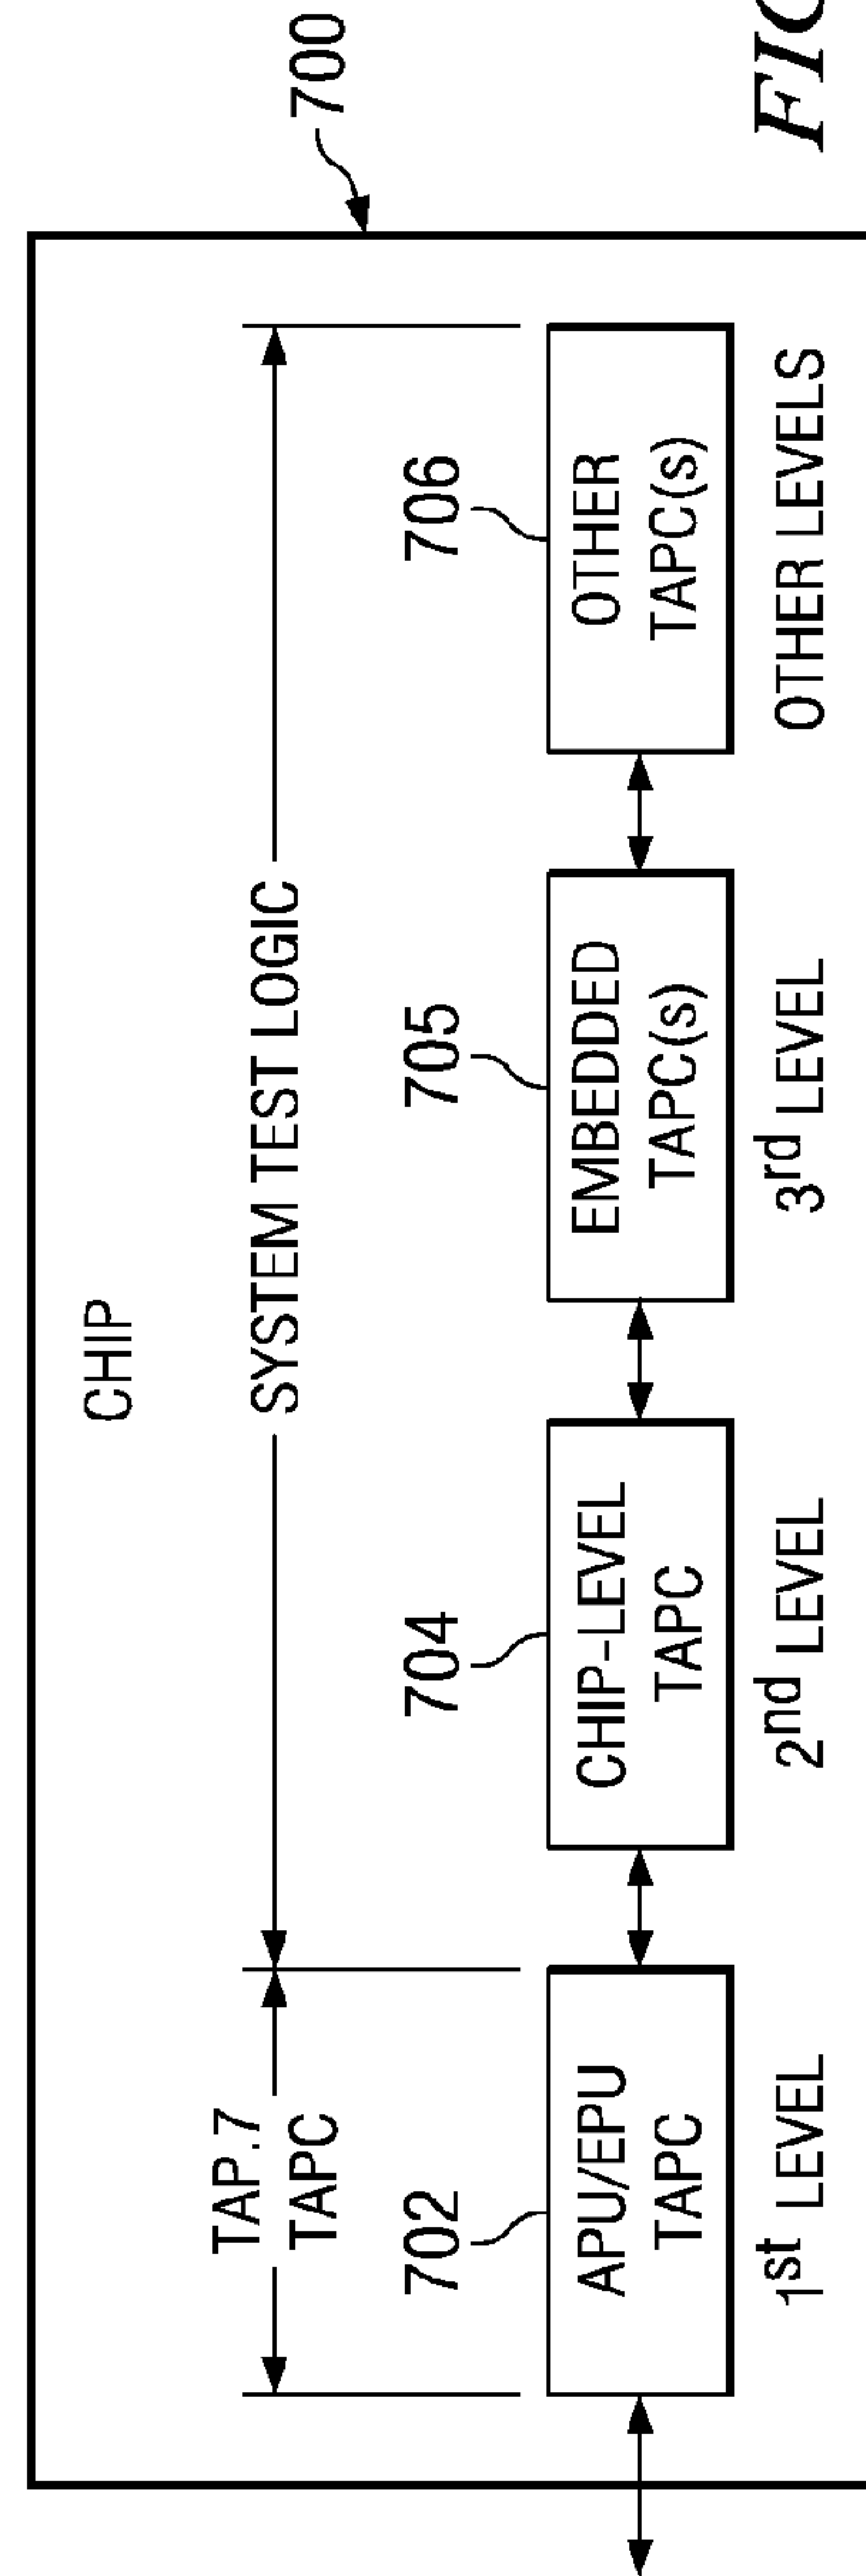 CHIP
700
TAP.7
TAPC
SYSTEM TEST LOGIC
702
704
705
706
APU/EPU
TAPC
CHIP-LEVEL
TAPC
EMBEDDED
TAPC(s)
OTHER
TAPC(s)
1st LEVEL
2nd LEVEL
3rd LEVEL
OTHER LEVELS